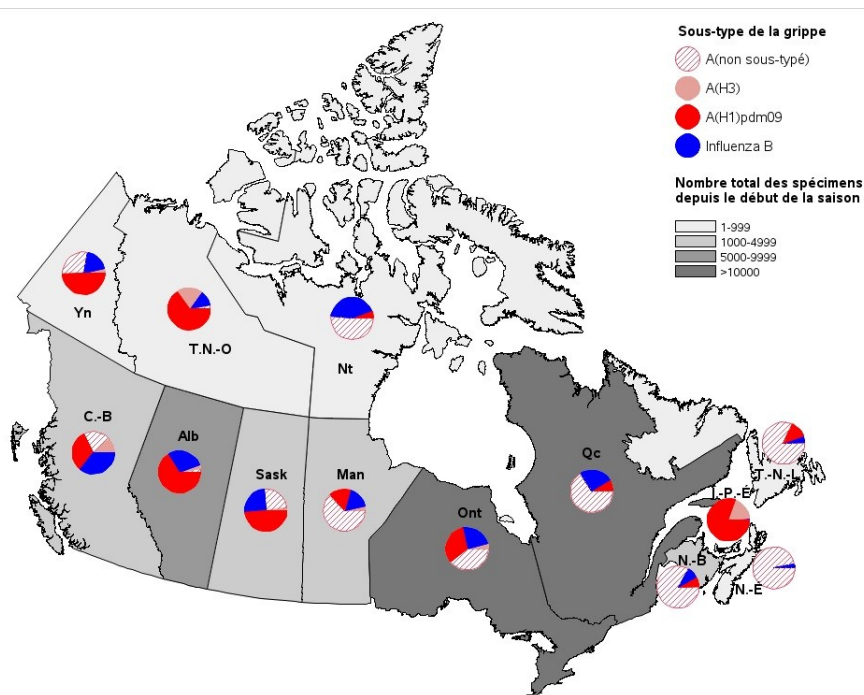 Sous-type de la grippe
A(non sous-typé)
A(H3)
A(H1)pdm09
Influenza B
Nombre total des spécimens
depuis le début de la saison
1-999
1000-4999
5000-9999
>10000
Yn
T.N.-O
Nt
C.-B
Alb
Sask
Man
Ont
Qc
T.-N.-L
I.-P.-É
N.-B
N.-É